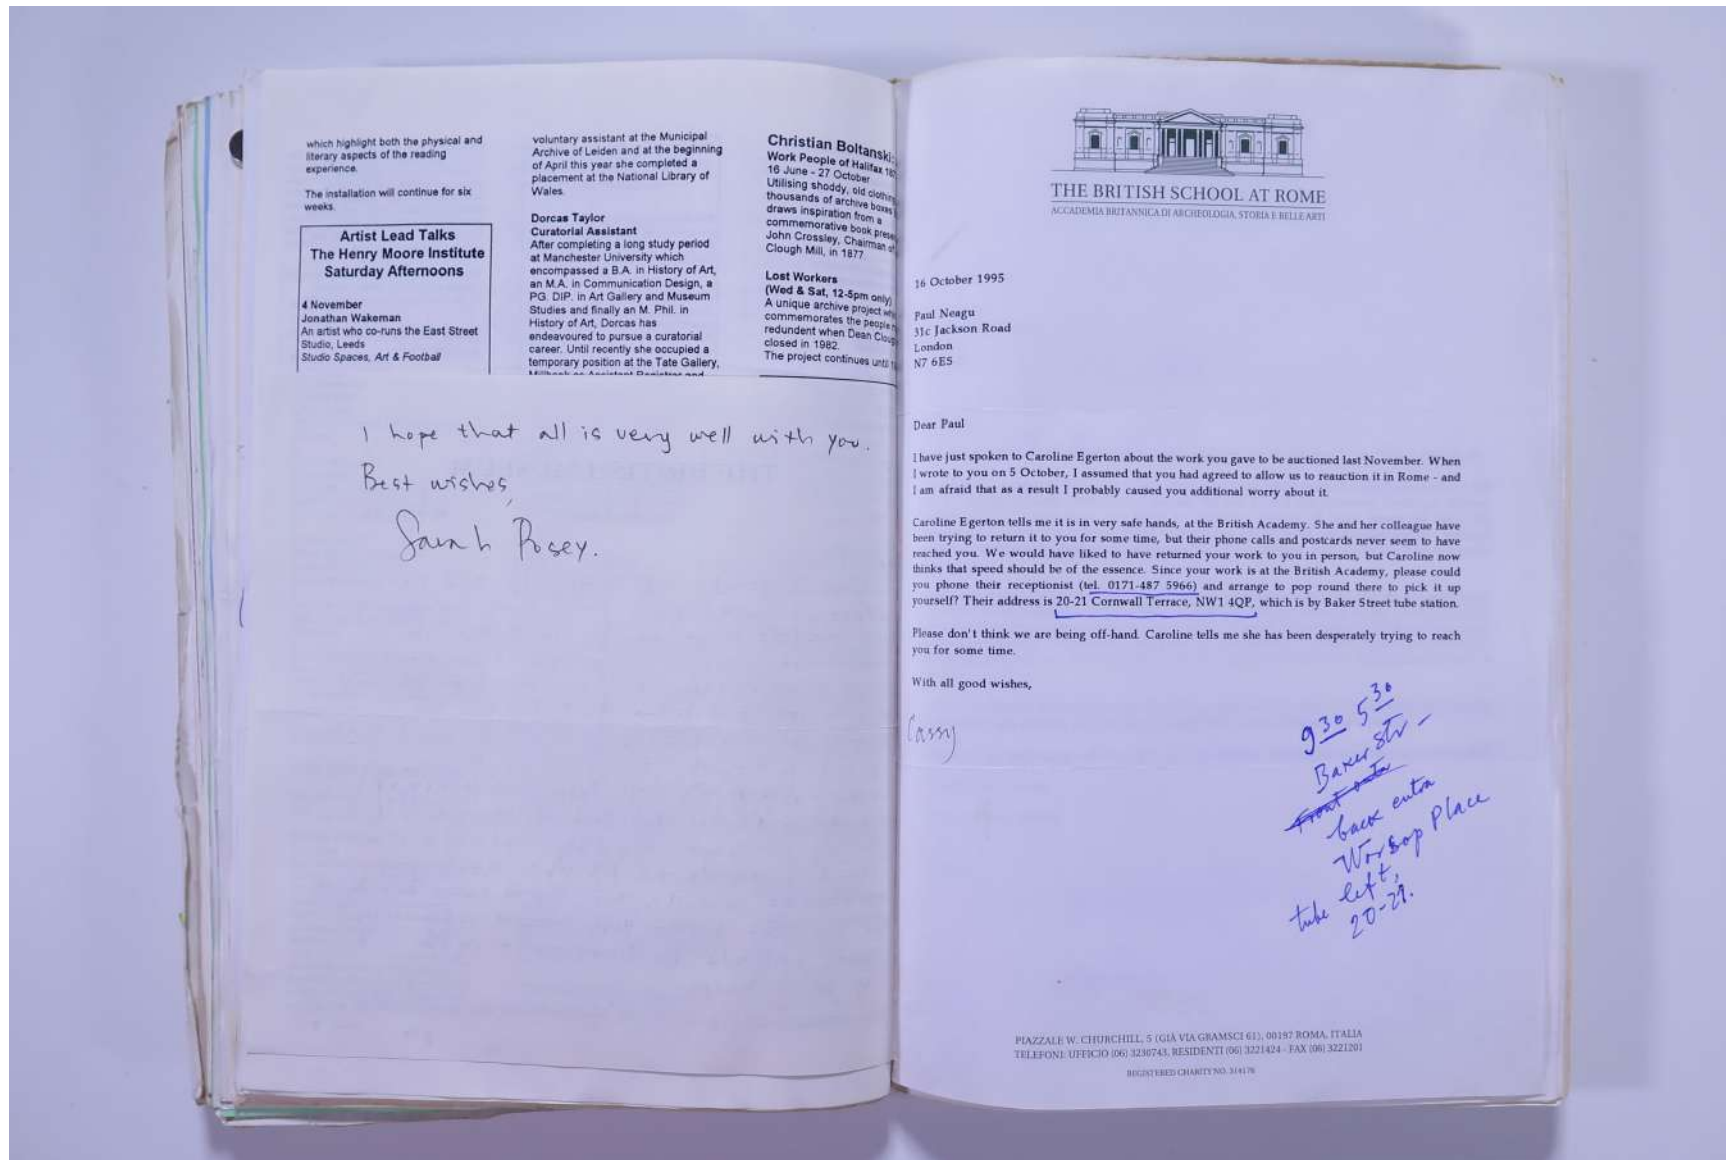 which highlight both the physical and
literary aspects of the reading
experience.
The installation will continue for six
weeks.
Artist Lead Talks
The Henry Moore Institute
Saturday Afternoons
4 November
Jonathan Wakeman
An artist who co-runs the East Street
Studio, Leeds
Studio Spaces, Art & Football
voluntary assistant at the Municipal
Archive of Leiden and at the beginning
of April this year she completed a
placement at the National Library of
Wales.
Dorcas Taylor
Curatorial Assistant
After completing a long study period
at Manchester University which
encompassed a B.A. in History of Art,
an M.A. in Communication Design, a
PG. DIP. in Art Gallery and Museum
Studies and finally an M. Phil. in
History of Art, Dorcas has
endeavoured to pursue a curatorial
career. Until recently she occupied a
temporary position at the Tate Gallery,
Christian Boltanski:
Work People of Halifax 18
16 June - 27 October
Utilising shoddy, old clothing
thousands of archive boxes
draws inspiration from a
commemorative book prese
John Crossley, Chairman of
Clough Mill, in 1877.
Lost Workers
(Wed & Sat, 12-5pm only)
A unique archive project
commemorates the people
redundent when Dean Cloug
closed in 1982.
The project continues until
I hope that all is very well with you.
Best wishes,
Sarah Posey.
THE BRITISH SCHOOL AT ROME
ACCADEMIA BRITANNICA DI ARCHEOLOGIA, STORIA E BELLE ARTI
16 October 1995
Paul Neagu
31c Jackson Road
London
N7 6ES
Dear Paul
I have just spoken to Caroline Egerton about the work you gave to be auctioned last November. When
I wrote to you on 5 October, I assumed that you had agreed to allow us to reauction it in Rome - and
I am afraid that as a result I probably caused you additional worry about it.
Caroline Egerton tells me it is in very safe hands, at the British Academy. She and her colleague have
been trying to return it to you for some time, but their phone calls and postcards never seem to have
reached you. We would have liked to have returned your work to you in person, but Caroline now
thinks that speed should be of the essence. Since your work is at the British Academy, please could
you phone their receptionist (tel. 0171-487 5966) and arrange to pop round there to pick it up
yourself? Their address is 20-21 Cornwall Terrace, NW1 4QP, which is by Baker Street tube station.
Please don't think we are being off-hand. Caroline tells me she has been desperately trying to reach
you for some time.
With all good wishes,
Cassy
9 30 5 30
Baker Str -
back entra
Worsop Place
tube left,
20-21.
PIAZZALE W. CHURCHILL, 5 (GIÀ VIA GRAMSCI 61), 00197 ROMA, ITALIA
TELEFONI: UFFICIO (06) 3230743, RESIDENTI (06) 3221424 - FAX (06) 3221201
REGISTERED CHARITY NO. 314176